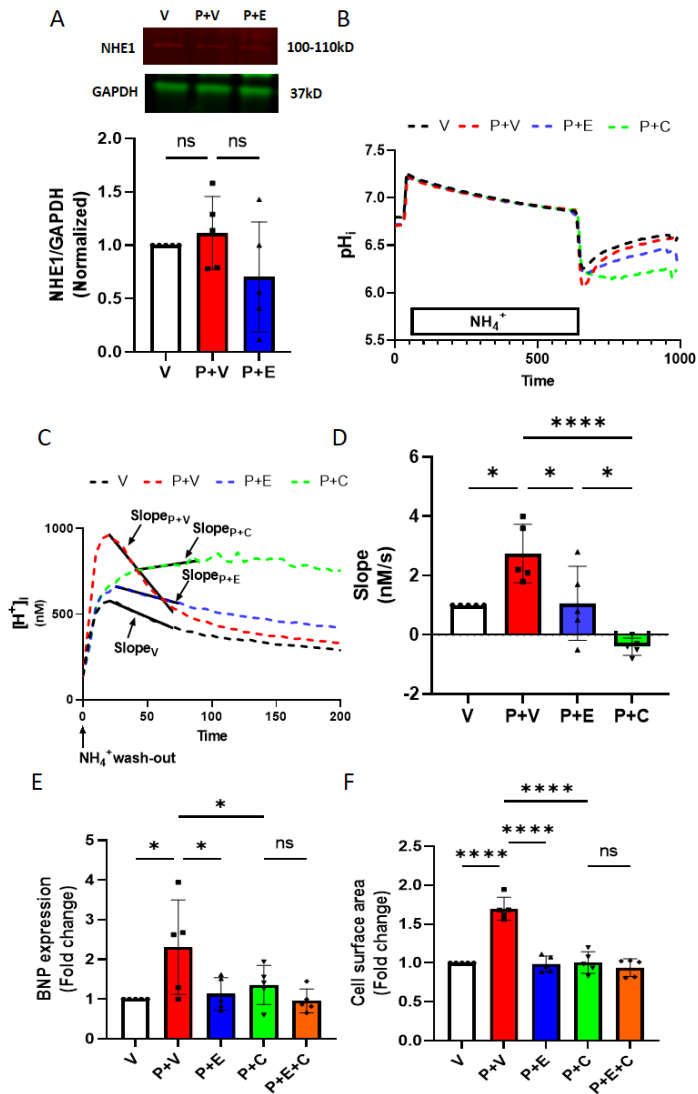 A
V P+V P+E
NHE1 100-110kD
GAPDH 37kD
ns ns
NHE1/GAPDH
(Normalized)
2.0
1.5
1.0
0.5
0.0
V P+V P+E
B
V P+V P+E P+C
pHi
7.5
7.0
6.5
6.0
5.5
NH4+
0 500 1000
Time
C
V P+V P+E P+C
[H+]i
(nM)
1000
500
0
SlopeP+V
SlopeP+C
SlopeP+E
SlopeV
0 50 100 150 200
Time
NH4+ wash-out
D
****
* * *
Slope
(nM/s)
6
4
2
0
-2
V P+V P+E P+C
E
*
* * ns
BNP expression
(Fold change)
5
4
3
2
1
0
V P+V P+E P+C P+E+C
F
****
****
**** ns
Cell surface area
(Fold change)
2.5
2.0
1.5
1.0
0.5
0.0
V P+V P+E P+C P+E+C